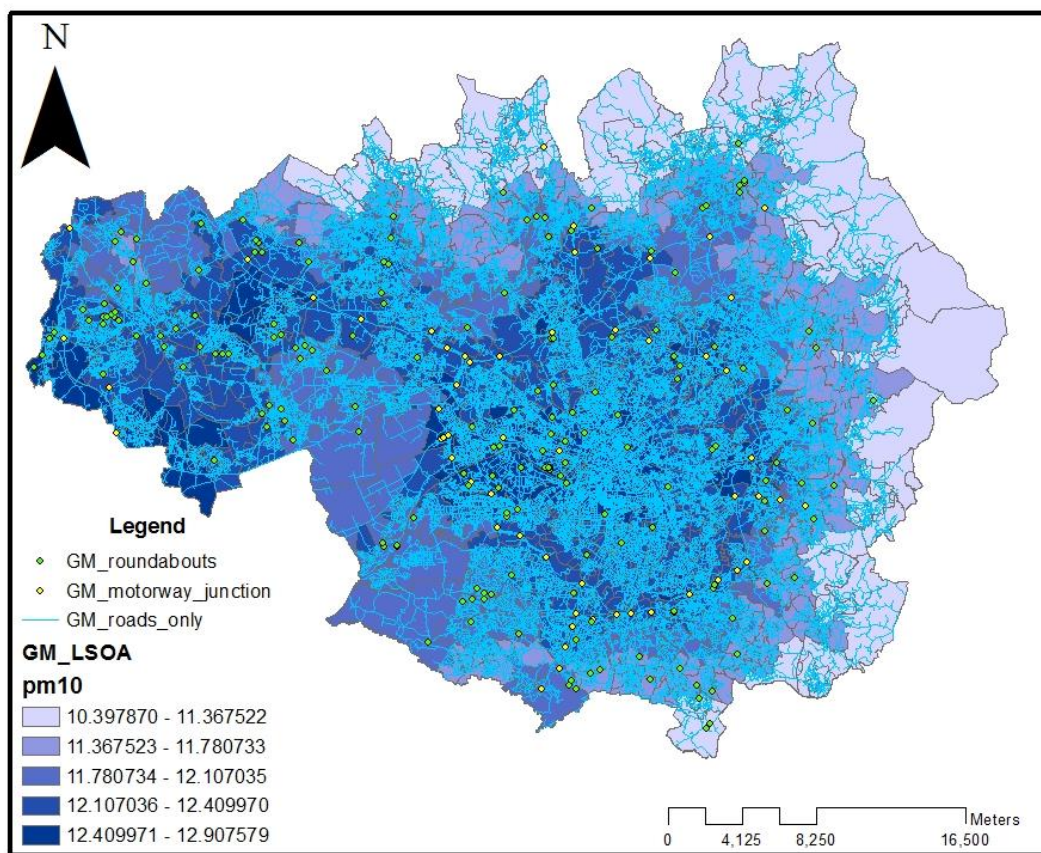 N
Legend
GM_roundabouts
GM_motorway_junction
GM_roads_only
GM_LSOA
pm10
10.397870 - 11.367522
11.367523 - 11.780733
11.780734 - 12.107035
12.107036 - 12.409970
12.409971 - 12.907579
Meters
0 4,125 8,250 16,500